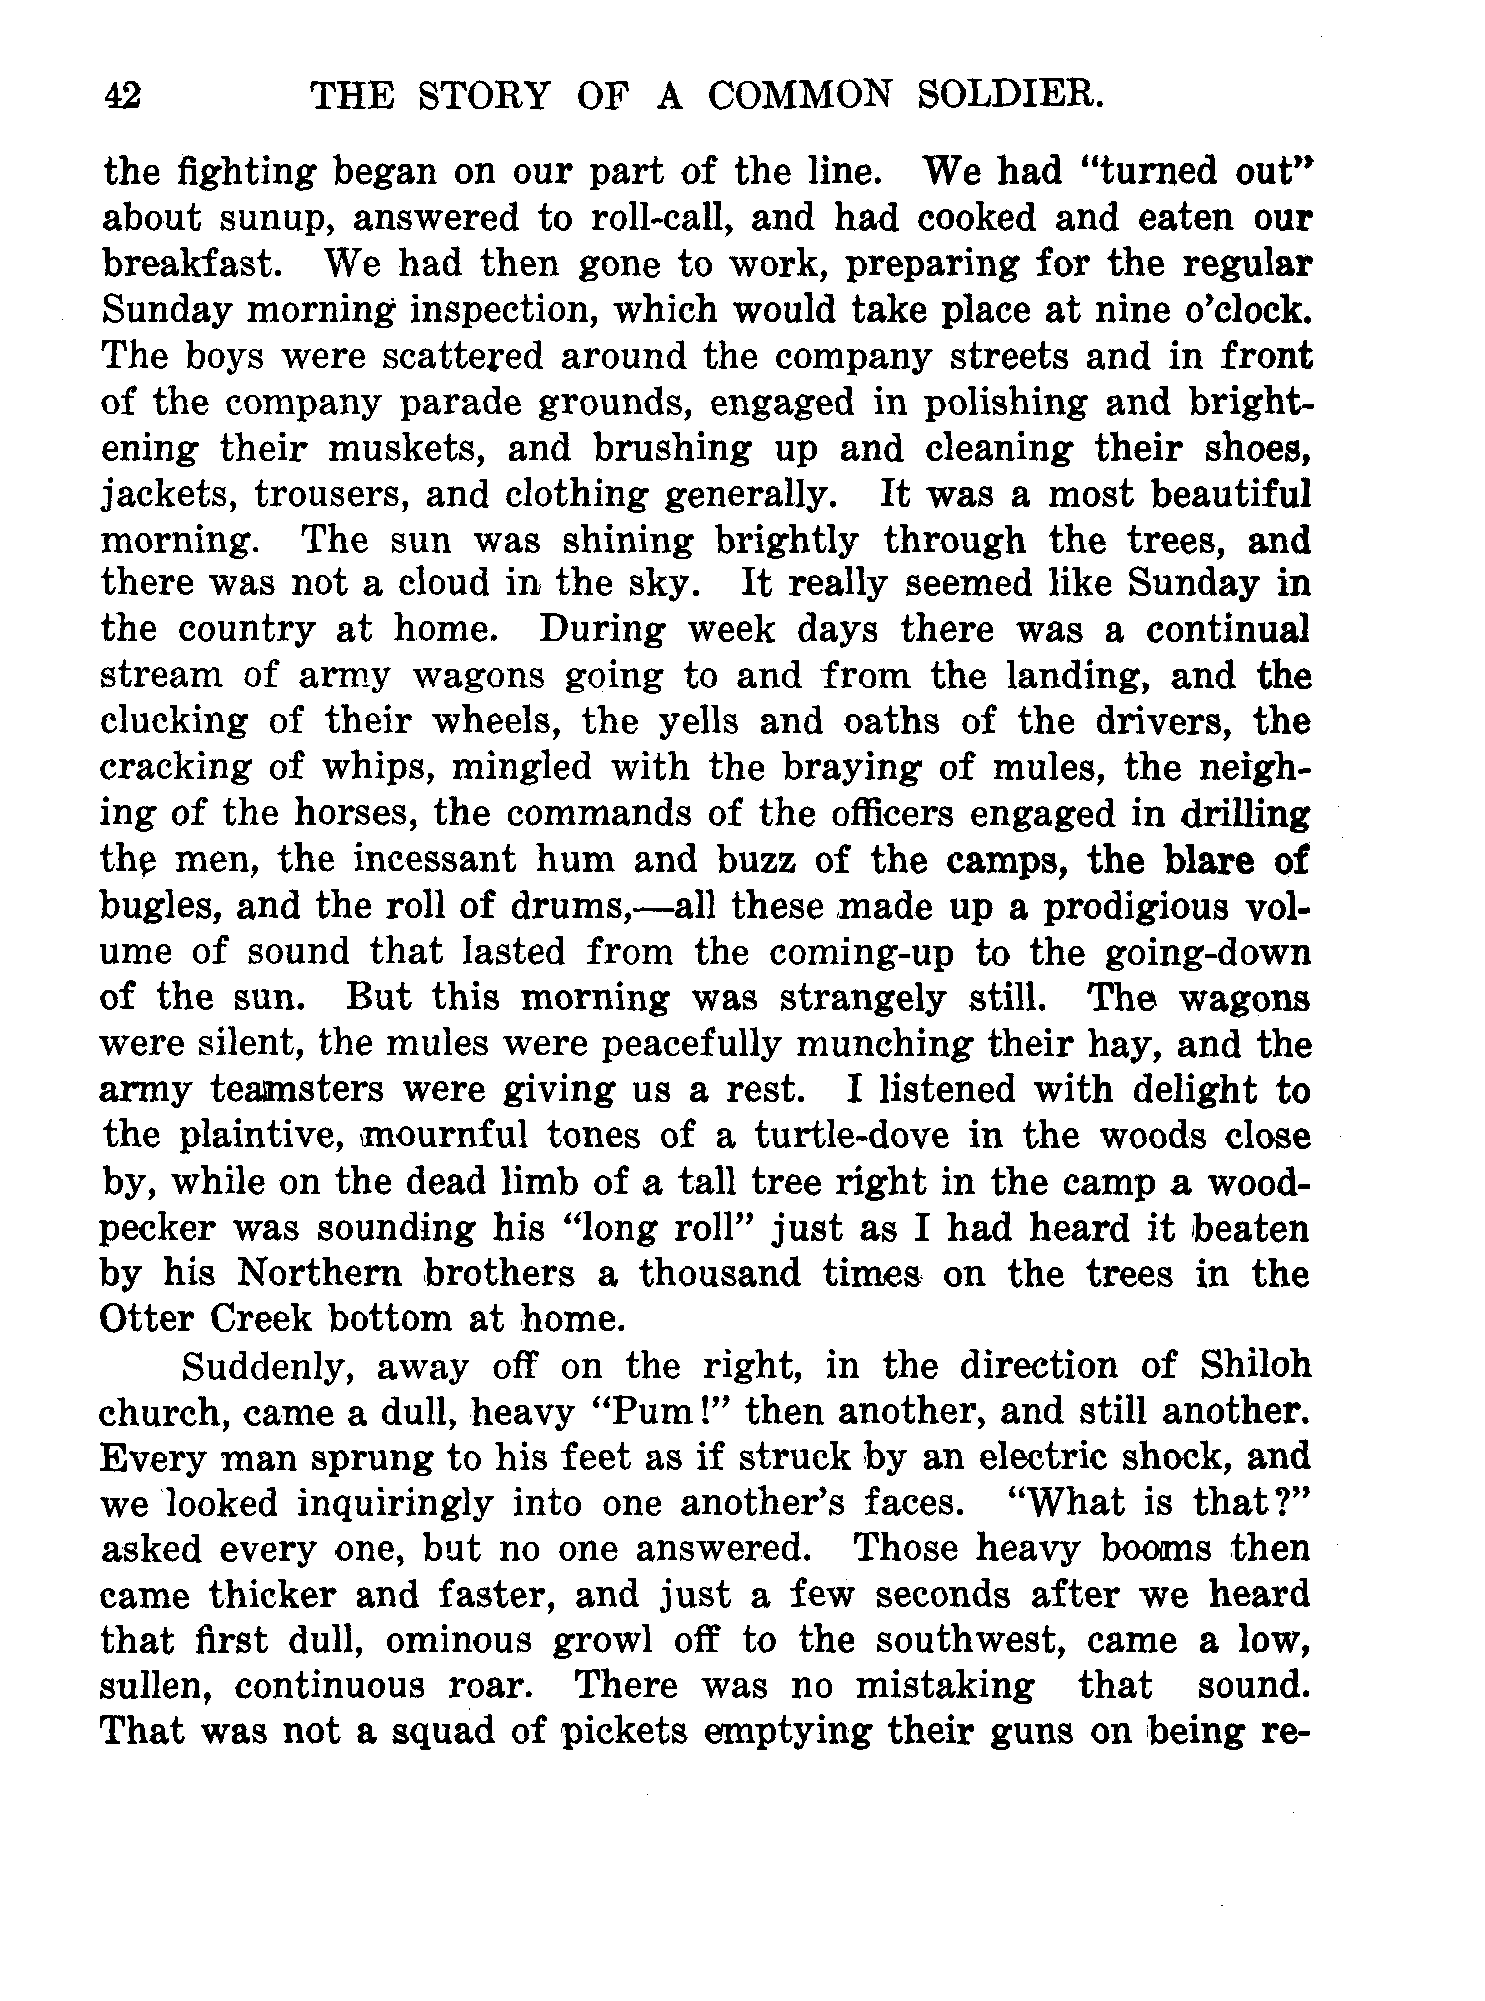 42 THE STORY OF A COMMON SOLDIER.
the fighting began on our part of the line. We had "turned out"
about sunup, answered to roll-call, and had cooked and eaten our
breakfast. We had then gone to work, preparing for the regular
Sunday morning inspection, which would take place at nine o'clock.
The boys were scattered around the company streets and in front
of the company parade grounds, engaged in polishing and bright-
ening their muskets, and brushing up and cleaning their shoes,
jackets, trousers, and clothing generally. It was a most beautiful
morning. The sun was shining brightly through the trees, and
there was not a cloud in the sky. It really seemed like Sunday in
the country at home. During week days there was a continual
stream of army wagons going to and from the landing, and the
clucking of their wheels, the yells and oaths of the drivers, the
cracking of whips, mingled with the braying of mules, the neigh-
ing of the horses, the commands of the officers engaged in drilling
the men, the incessant hum and buzz of the camps, the blare of
bugles, and the roll of drums,—all these made up a prodigious vol-
ume of sound that lasted from the coming-up to the going-down
of the sun. But this morning was strangely still. The wagons
were silent, the mules were peacefully munching their hay, and the
army teamsters were giving us a rest. I listened with delight to
the plaintive, mournful tones of a turtle-dove in the woods close
by, while on the dead limb of a tall tree right in the camp a wood-
pecker was sounding his "long roll" just as I had heard it beaten
by his Northern brothers a thousand times on the trees in the
Otter Creek bottom at home.
Suddenly, away off on the right, in the direction of Shiloh
church, came a dull, heavy "Pum!" then another, and still another.
Every man sprung to his feet as if struck by an electric shock, and
we looked inquiringly into one another's faces. "What is that?"
asked every one, but no one answered. Those heavy booms then
came thicker and faster, and just a few seconds after we heard
that first dull, ominous growl off to the southwest, came a low,
sullen, continuous roar. There was no mistaking that sound.
That was not a squad of pickets emptying their guns on being re-